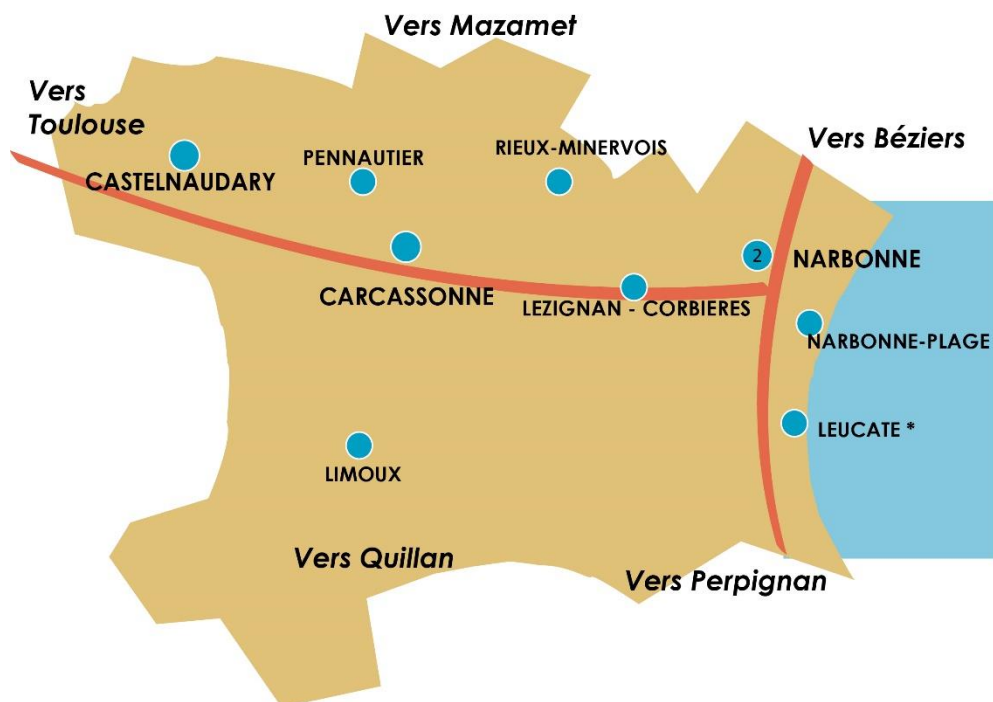 Vers Mazamet
Vers
Toulouse
Vers Béziers
RIEUX-MINERVOIS
PENNAUTIER
CASTELNAUDARY
2
NARBONNE
CARCASSONNE
LEZIGNAN - CORBIERES
NARBONNE-PLAGE
LEUCATE *
LIMOUX
Vers Quillan
Vers Perpignan